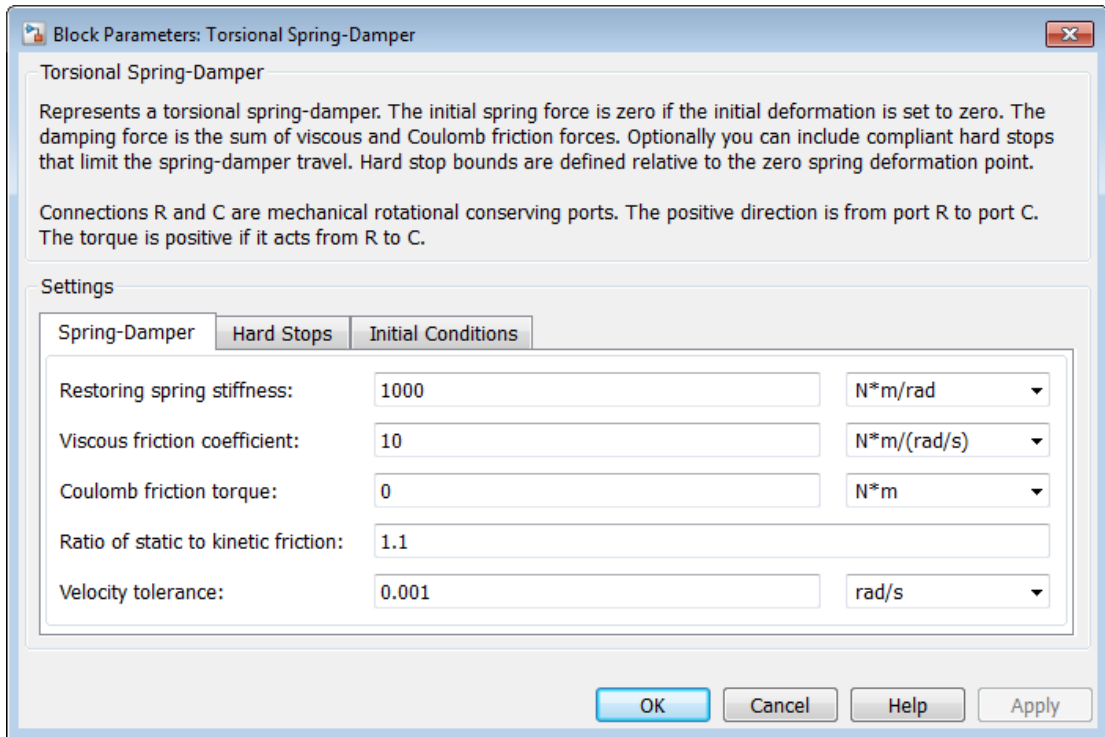 Block Parameters: Torsional Spring-Damper
Torsional Spring-Damper
Represents a torsional spring-damper. The initial spring force is zero if the initial deformation is set to zero. The
damping force is the sum of viscous and Coulomb friction forces. Optionally you can include compliant hard stops
that limit the spring-damper travel. Hard stop bounds are defined relative to the zero spring deformation point.
Connections R and C are mechanical rotational conserving ports. The positive direction is from port R to port C.
The torque is positive if it acts from R to C.
Settings
Spring-Damper Hard Stops Initial Conditions
Restoring spring stiffness: 1000 N*m/rad
Viscous friction coefficient: 10 N*m/(rad/s)
Coulomb friction torque: 0 N*m
Ratio of static to kinetic friction: 1.1
Velocity tolerance: 0.001 rad/s
OK Cancel Help Apply